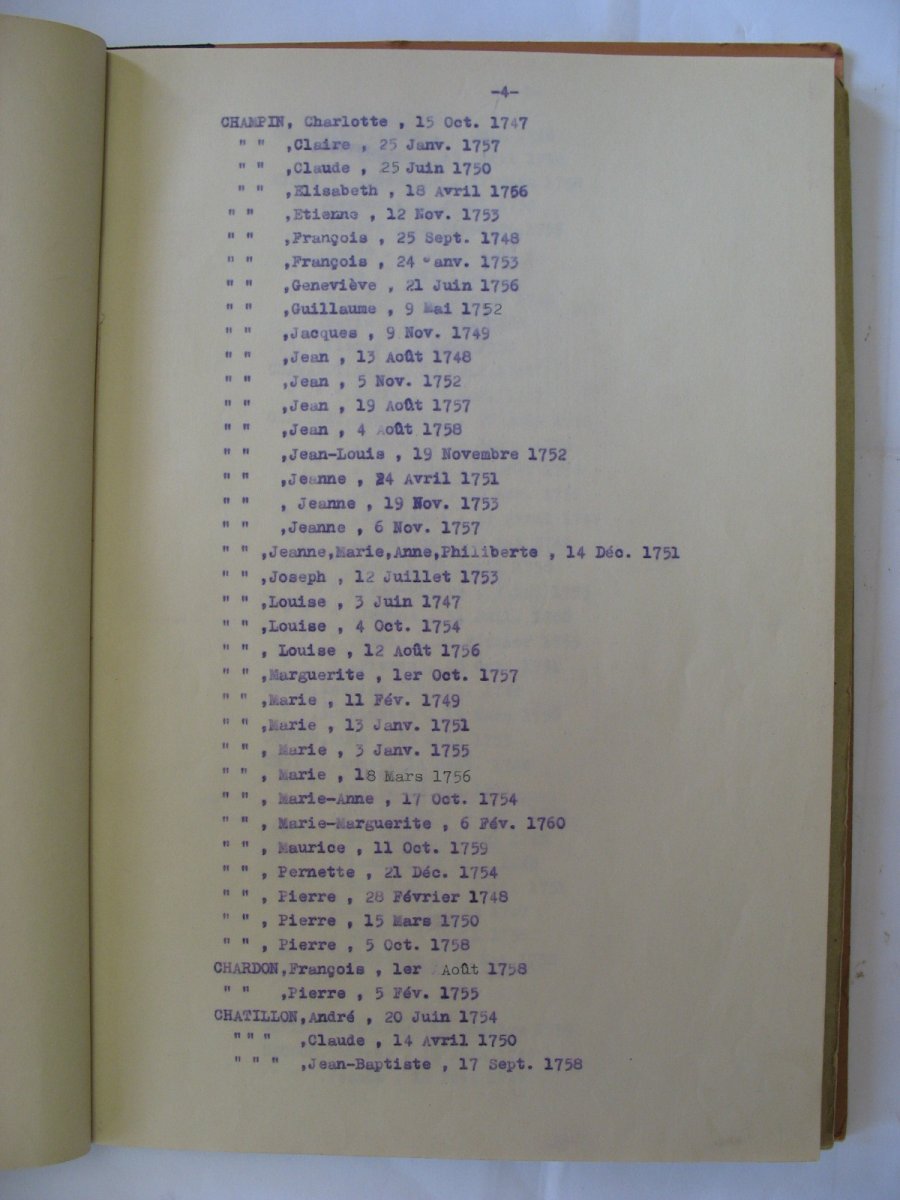 -4-
CHAMPIN, Charlotte , 15 Oct. 1747
" " ,Claire , 25 Janv. 1757
" " ,Claude , 25 Juin 1750
" " ,Elisabeth , 18 Avril 1756
" " ,Etienne , 12 Nov. 1753
" " ,François , 25 Sept. 1748
" " ,François , 24 anv. 1753
" " ,Geneviève , 21 Juin 1756
" " ,Guillaume , 9 Mai 1752
" " ,Jacques , 9 Nov. 1749
" " ,Jean , 13 Août 1748
" " ,Jean , 5 Nov. 1752
" " ,Jean , 19 Août 1757
" " ,Jean , 4 Août 1758
" " ,Jean-Louis , 19 Novembre 1752
" " ,Jeanne , 24 Avril 1751
" " , Jeanne , 19 Nov. 1753
" " ,Jeanne , 6 Nov. 1757
" " ,Jeanne,Marie,Anne,Philiberte , 14 Déc. 1751
" " ,Joseph , 12 Juillet 1753
" " ,Louise , 3 Juin 1747
" " ,Louise , 4 Oct. 1754
" " , Louise , 12 Août 1756
" " ,Marguerite , 1er Oct. 1757
" " ,Marie , 11 Fév. 1749
" " ,Marie , 13 Janv. 1751
" " , Marie , 3 Janv. 1755
" " , Marie , 18 Mars 1756
" " , Marie-Anne , 17 Oct. 1754
" " , Marie-Marguerite , 6 Fév. 1760
" " , Maurice , 11 Oct. 1759
" " , Pernette , 21 Déc. 1754
" " , Pierre , 28 Février 1748
" " , Pierre , 15 Mars 1750
" " , Pierre , 5 Oct. 1758
CHARDON,François , 1er Août 1758
" " ,Pierre , 5 Fév. 1755
CHATILLON,André , 20 Juin 1754
" " " ,Claude , 14 Avril 1750
" " " ,Jean-Baptiste , 17 Sept. 1758